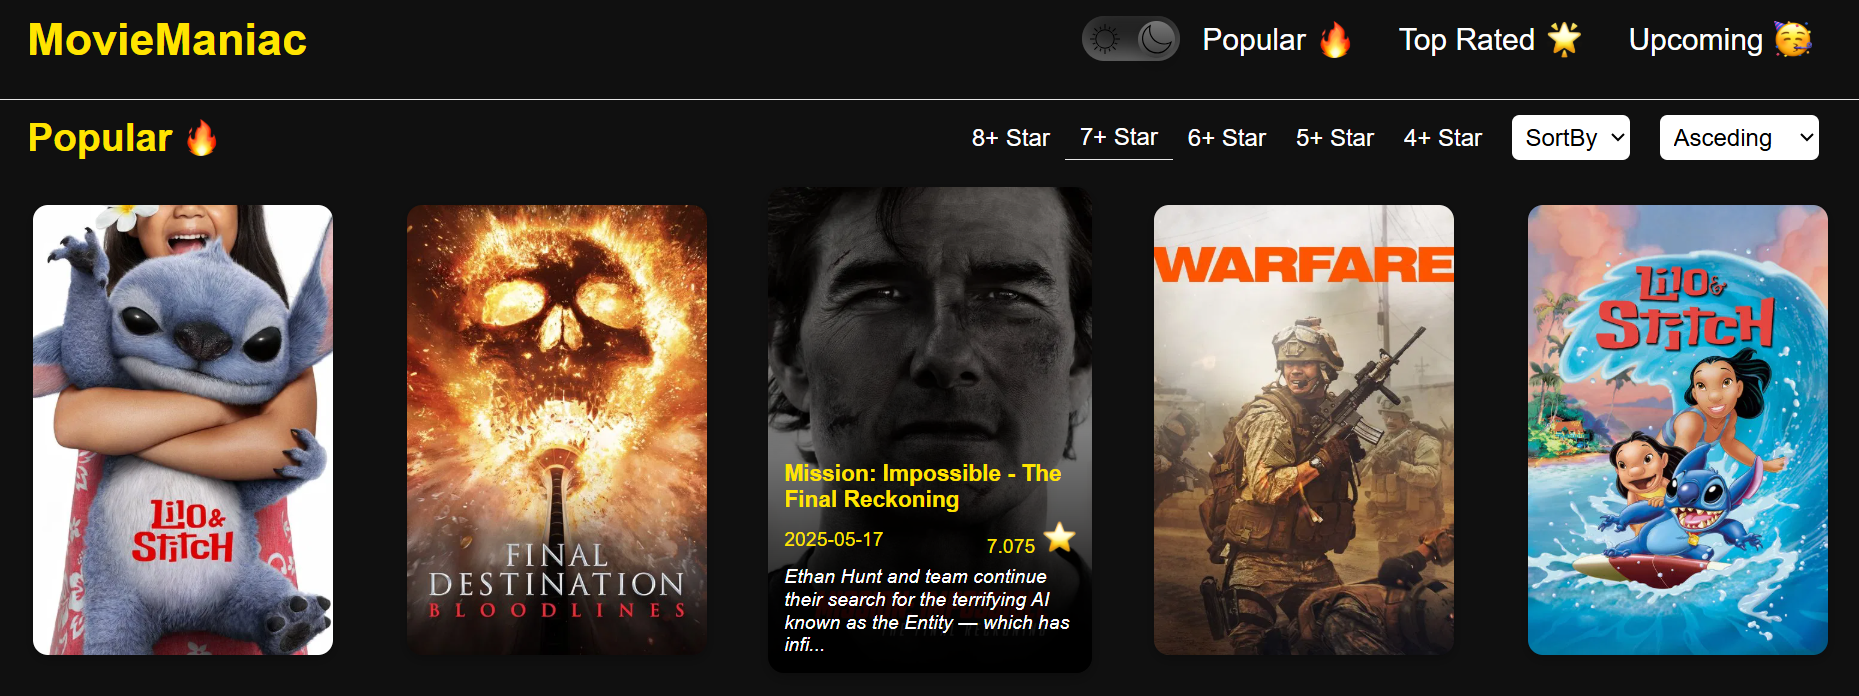 MovieManiac
Popular 🔥
Top Rated 🌟
Upcoming 🥳
Popular 🔥
8+ Star
7+ Star
6+ Star
5+ Star
4+ Star
SortBy
Asceding
LILO &
STITCH
FINAL
DESTINATION
BLOODLINES
Mission: Impossible - The
Final Reckoning
2025-05-17
7.075 ⭐
Ethan Hunt and team continue
their search for the terrifying AI
known as the Entity — which has
infi...
WARFARE
LILO &
STITCH